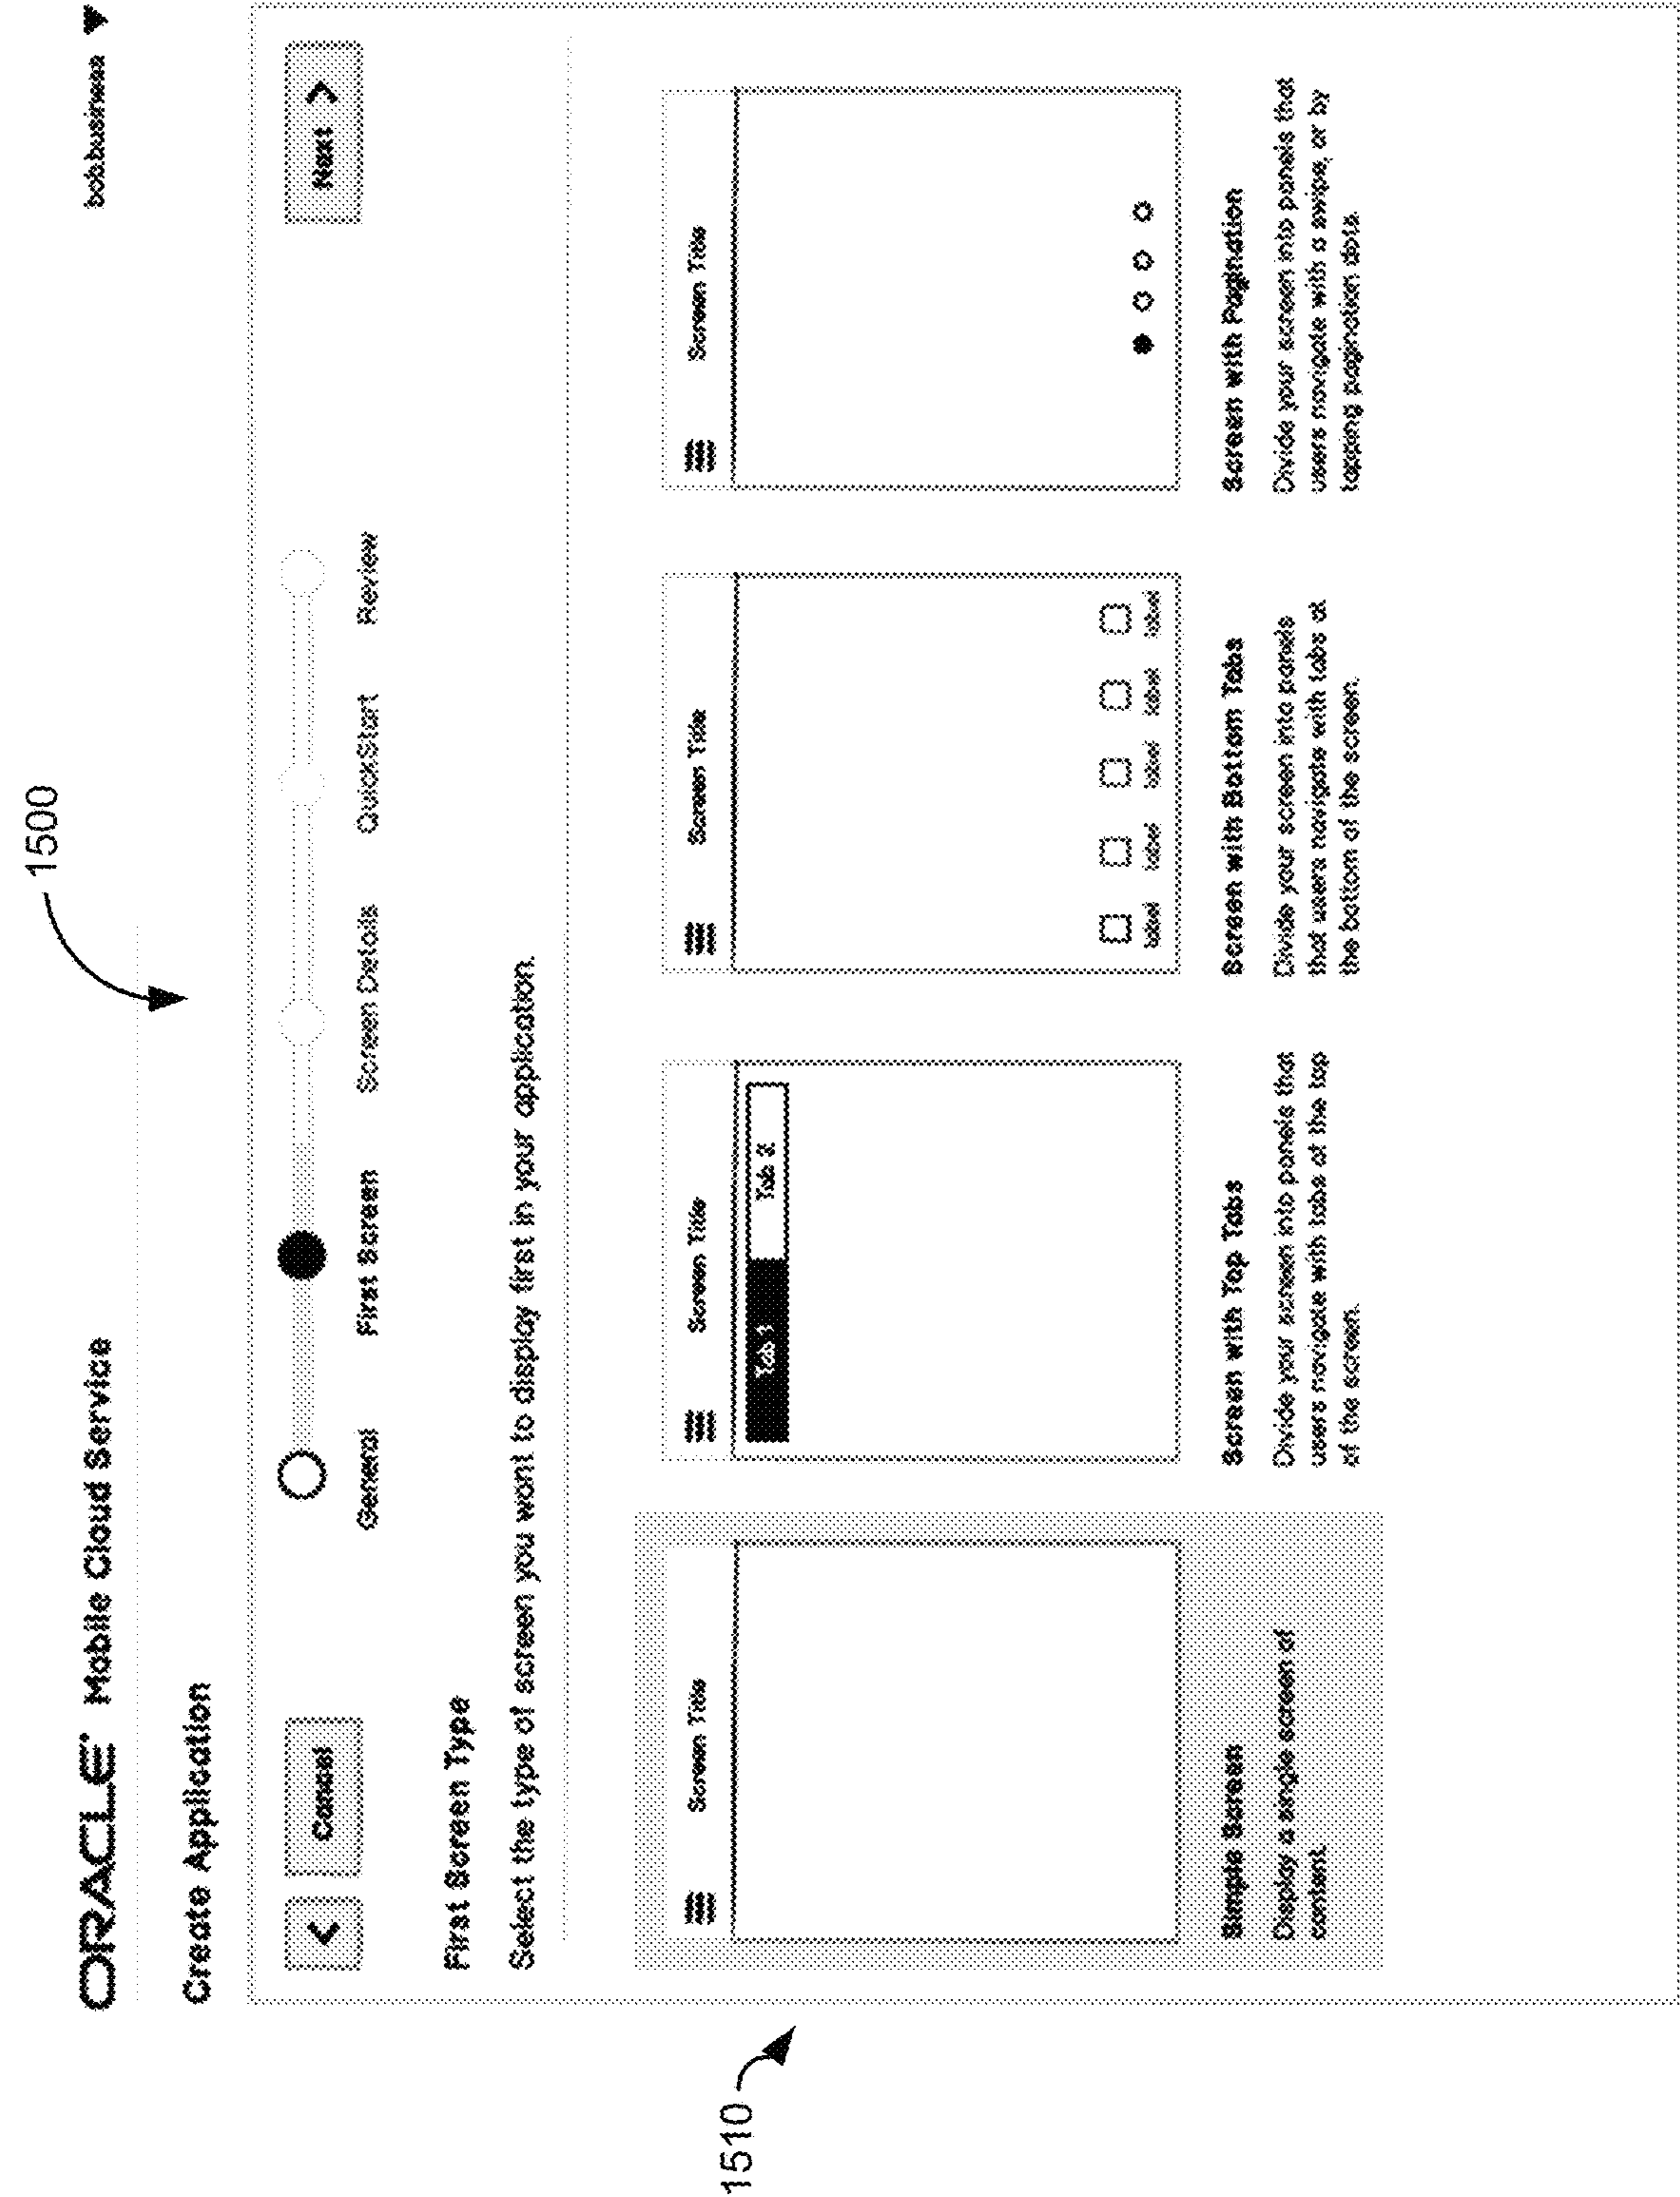 1500
ORACLE Mobile Cloud Service
bobbusiness
Create Application
Cancel
General
First Screen
Screen Details
QuickStart
Review
Next
First Screen Type
Select the type of screen you want to display first in your application.
1510
Screen Title
Simple Screen
Display a single screen of
content.
Screen Title
Tab 1
Tab 2
Screen with Top Tabs
Divide your screen into panels that
users navigate with tabs at the top
of the screen.
Screen Title
label
label
label
label
label
Screen with Bottom Tabs
Divide your screen into panels
that users navigate with tabs at
the bottom of the screen.
Screen Title
Screen with Pagination
Divide your screen into panels that
users navigate with a swipe, or by
tapping pagination dots.